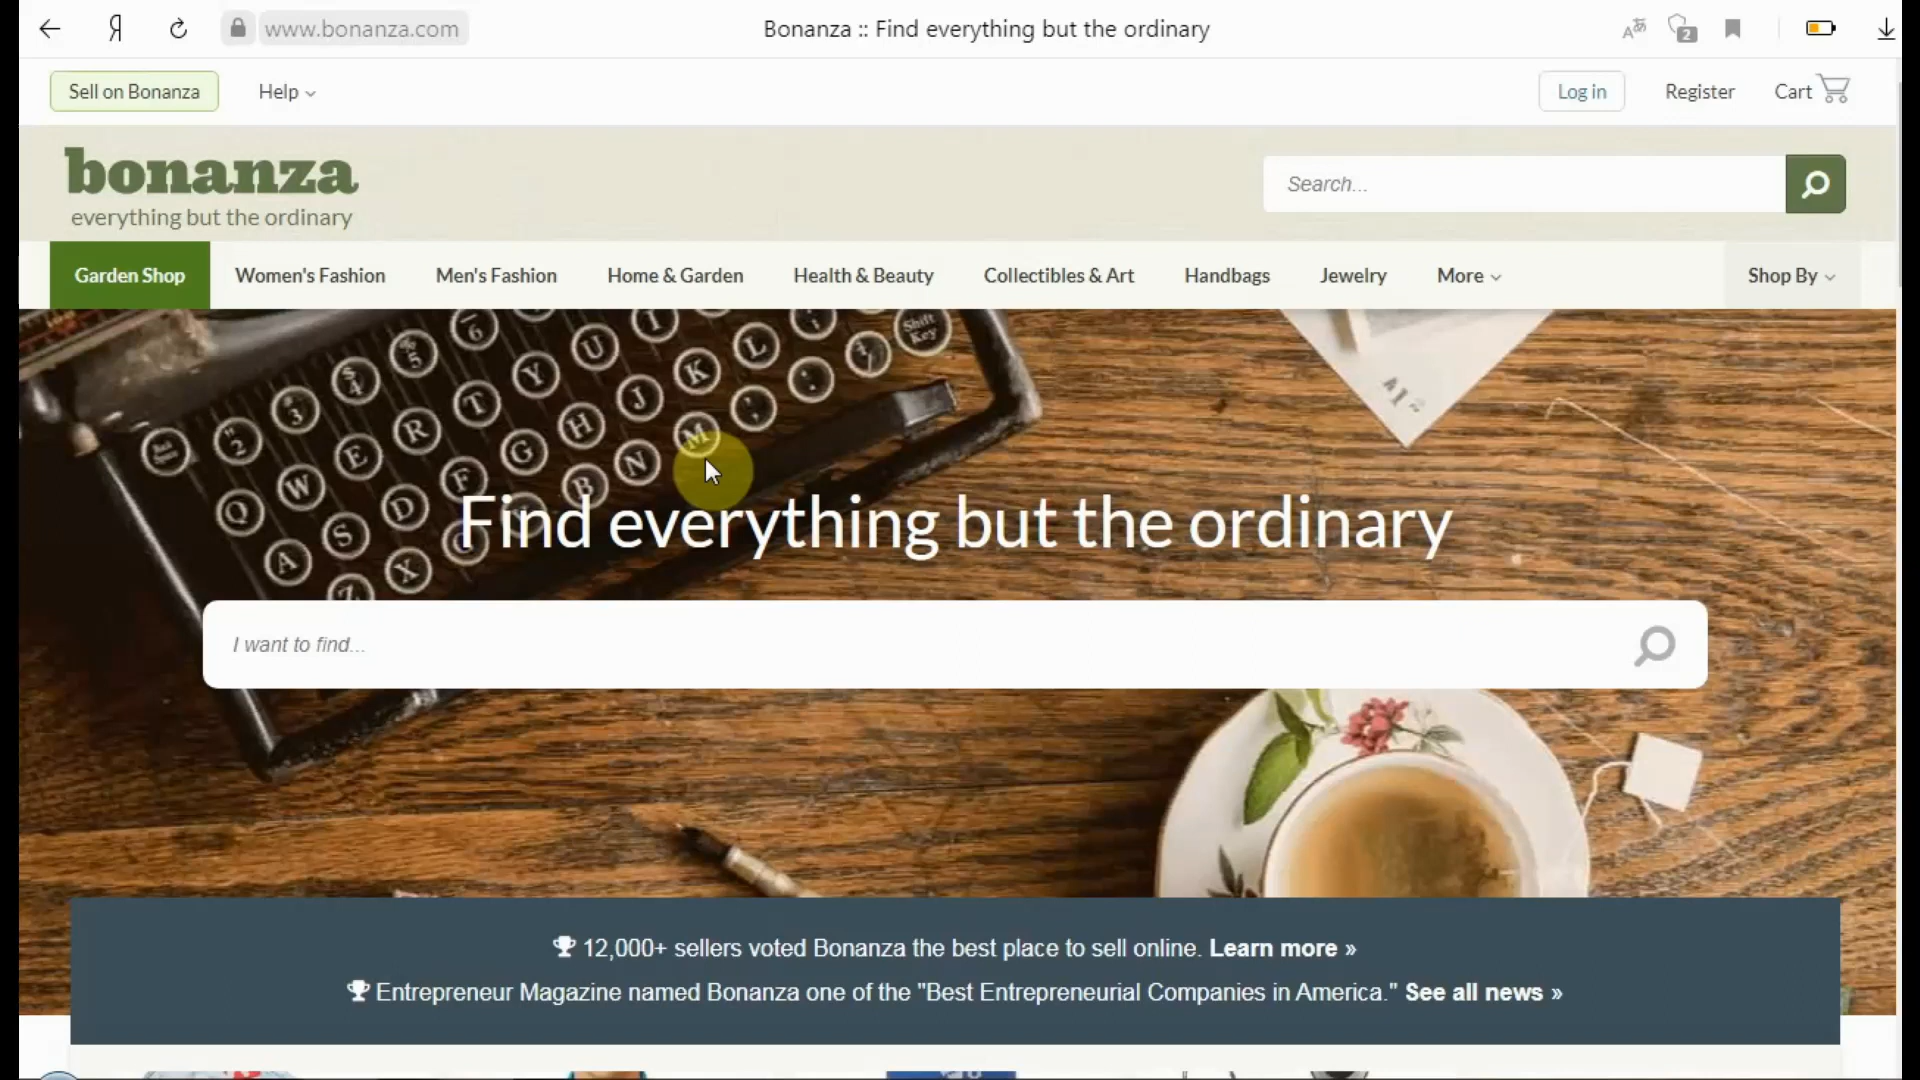 Я www.bonanza.com Bonanza :: Find everything but the ordinary 2
Sell on Bonanza Help Log in Register Cart
bonanza
everything but the ordinary
Search...
Garden Shop Women's Fashion Men's Fashion Home & Garden Health & Beauty Collectibles & Art Handbags Jewelry More Shop By
Find everything but the ordinary
I want to find...
12,000+ sellers voted Bonanza the best place to sell online. Learn more »
Entrepreneur Magazine named Bonanza one of the "Best Entrepreneurial Companies in America." See all news »